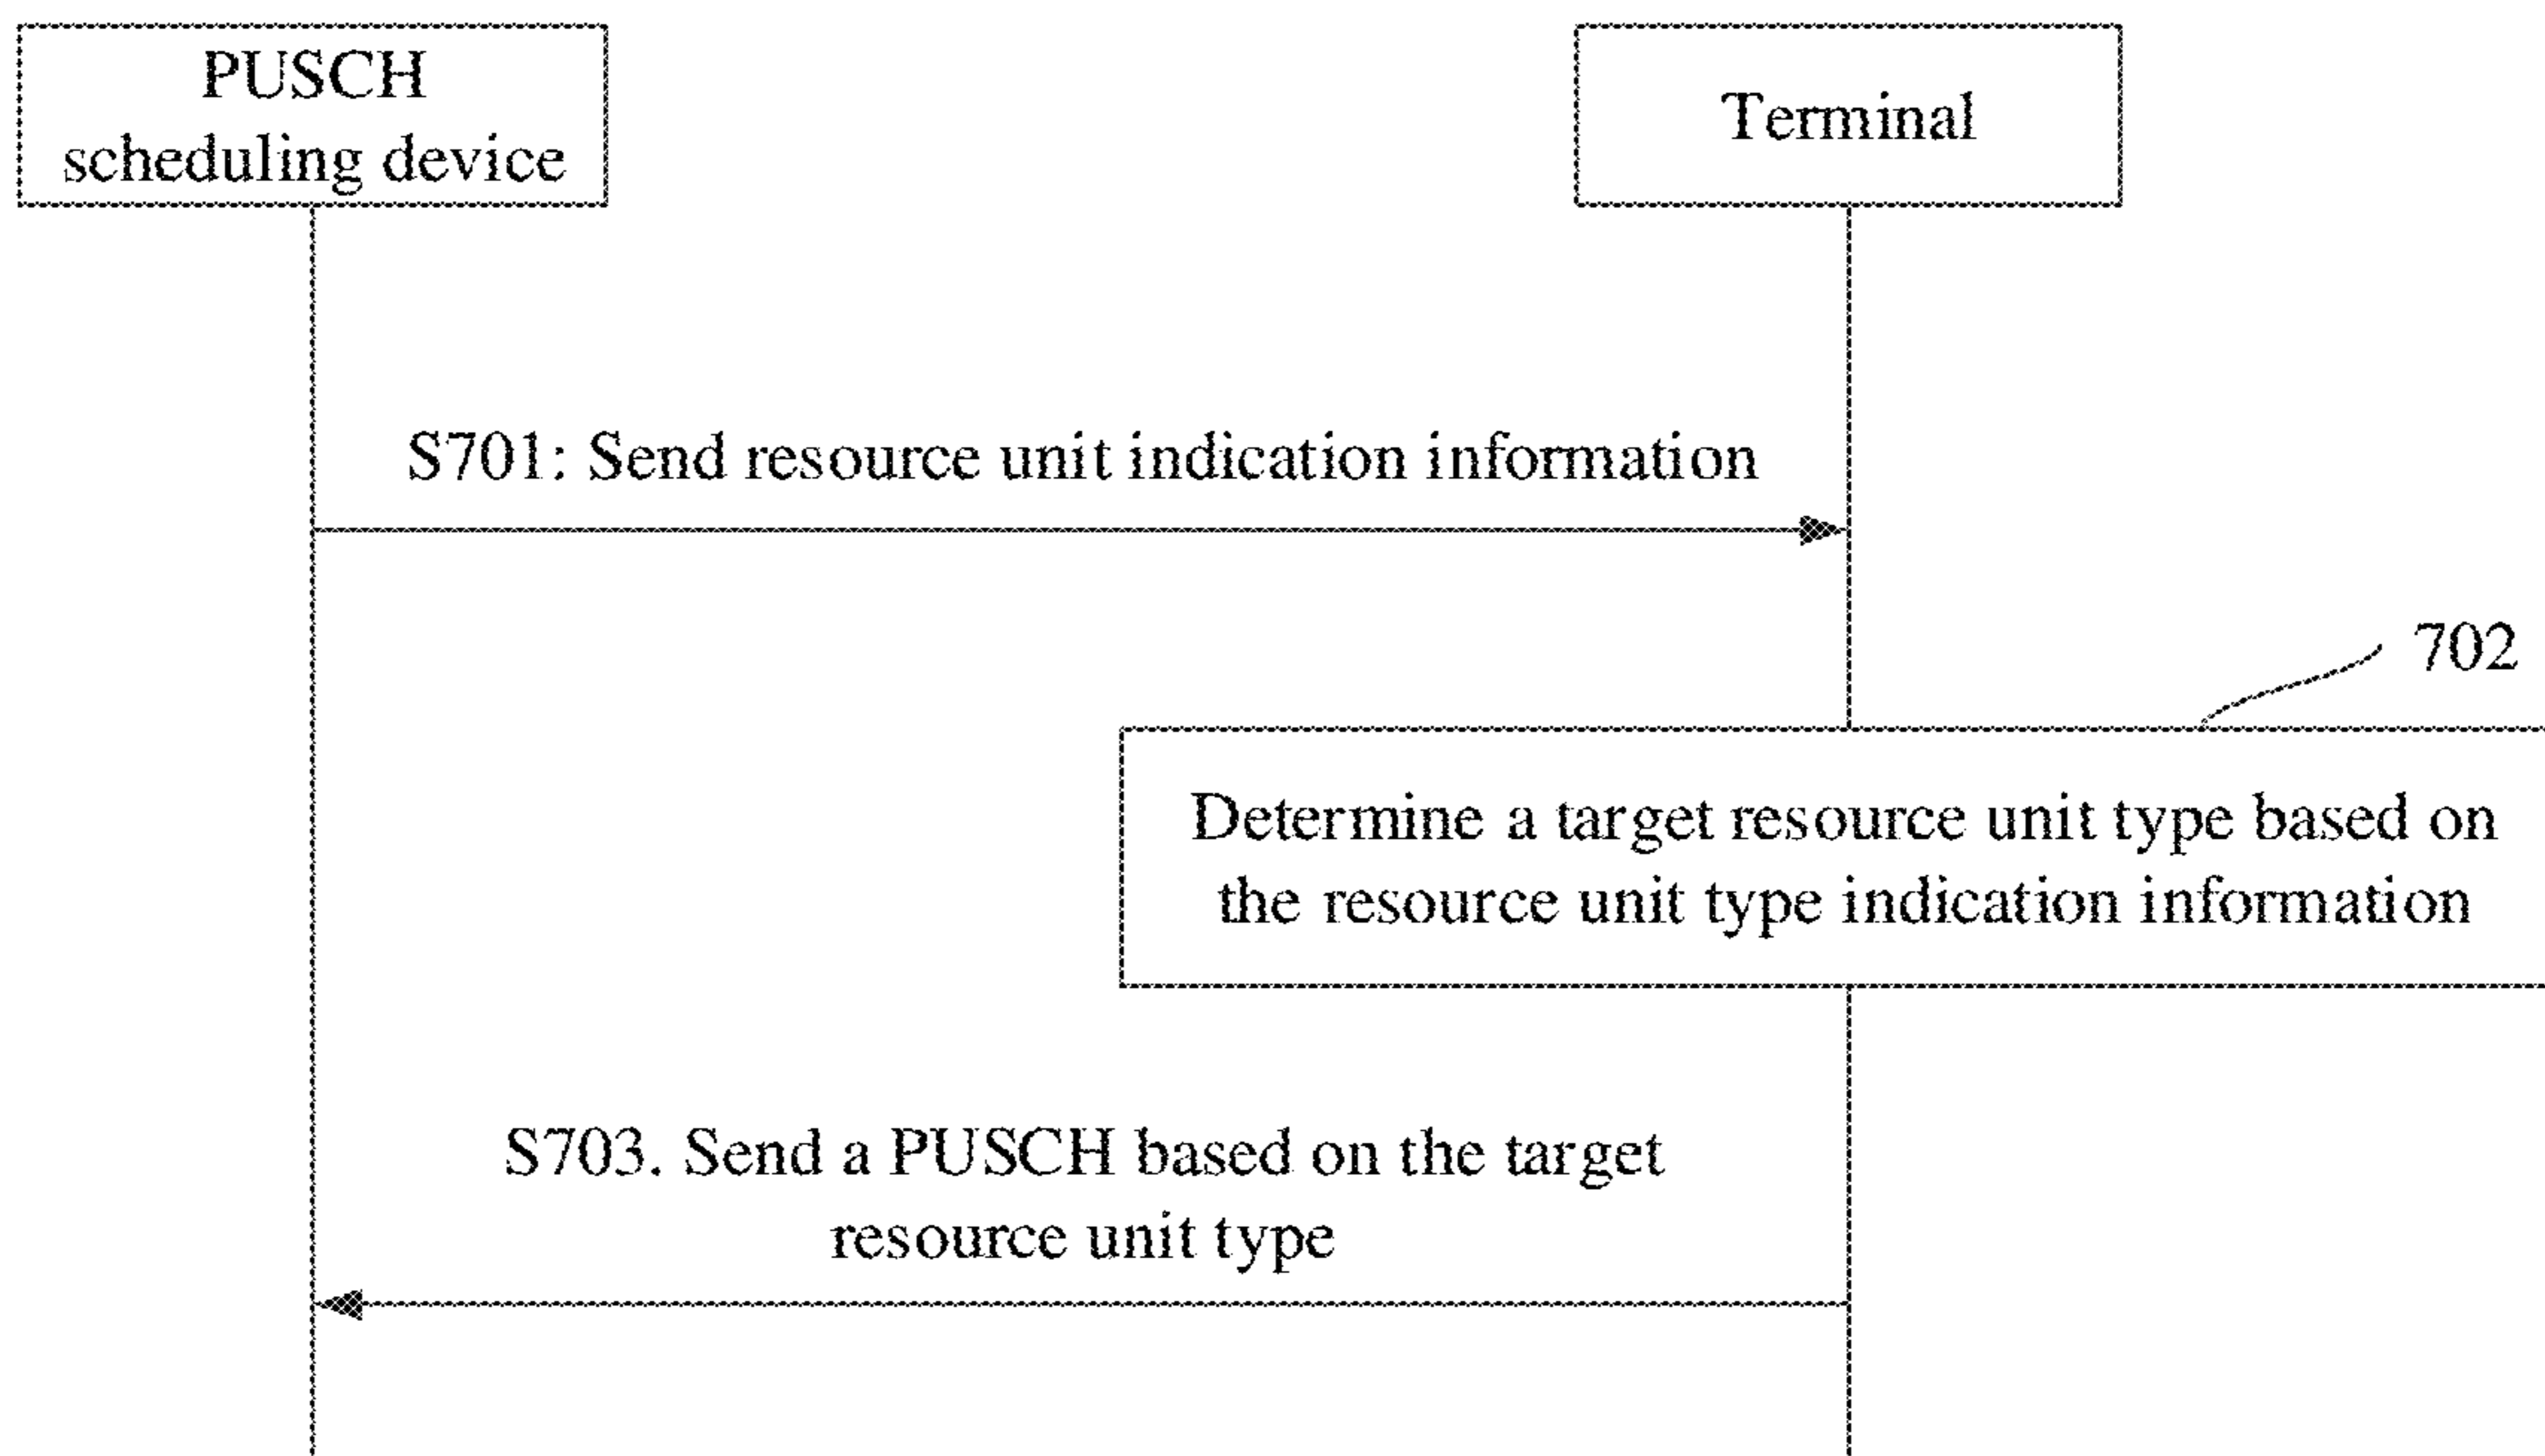 PUSCH
scheduling device
Terminal
S701: Send resource unit indication information
702
Determine a target resource unit type based on
the resource unit type indication information
S703. Send a PUSCH based on the target
resource unit type